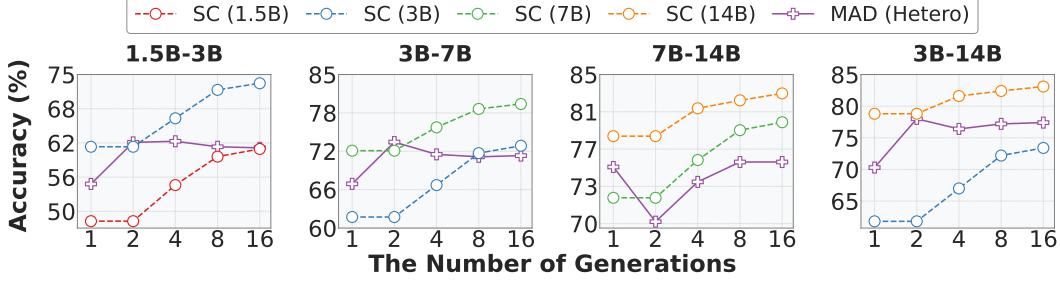 SC (1.5B) SC (3B) SC (7B) SC (14B) MAD (Hetero)
1.5B-3B 3B-7B 7B-14B 3B-14B
Accuracy (%)
75 68 62 56 50
1 2 4 8 16
85 78 72 66 60
1 2 4 8 16
85 81 77 73 70
1 2 4 8 16
85 80 75 70 65
1 2 4 8 16
The Number of Generations